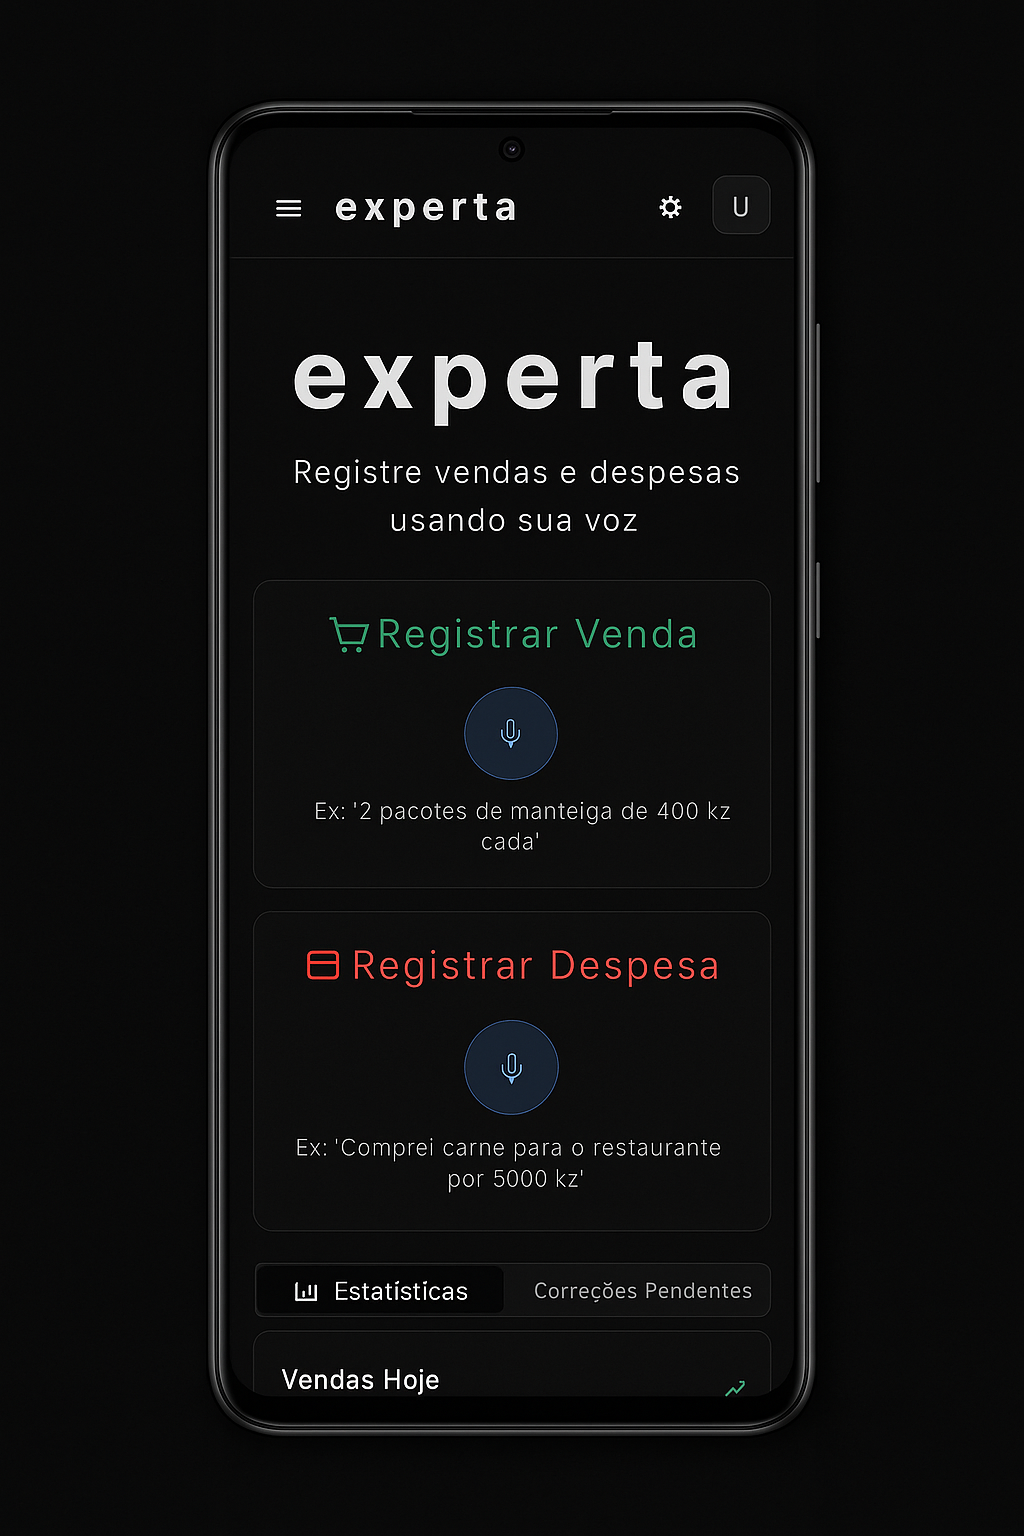 experta
U
experta
Registre vendas e despesas
usando sua voz
Registrar Venda
Ex: '2 pacotes de manteiga de 400 kz
cada'
Registrar Despesa
Ex: 'Comprei carne para o restaurante
por 5000 kz'
Estatísticas
Correções Pendentes
Vendas Hoje